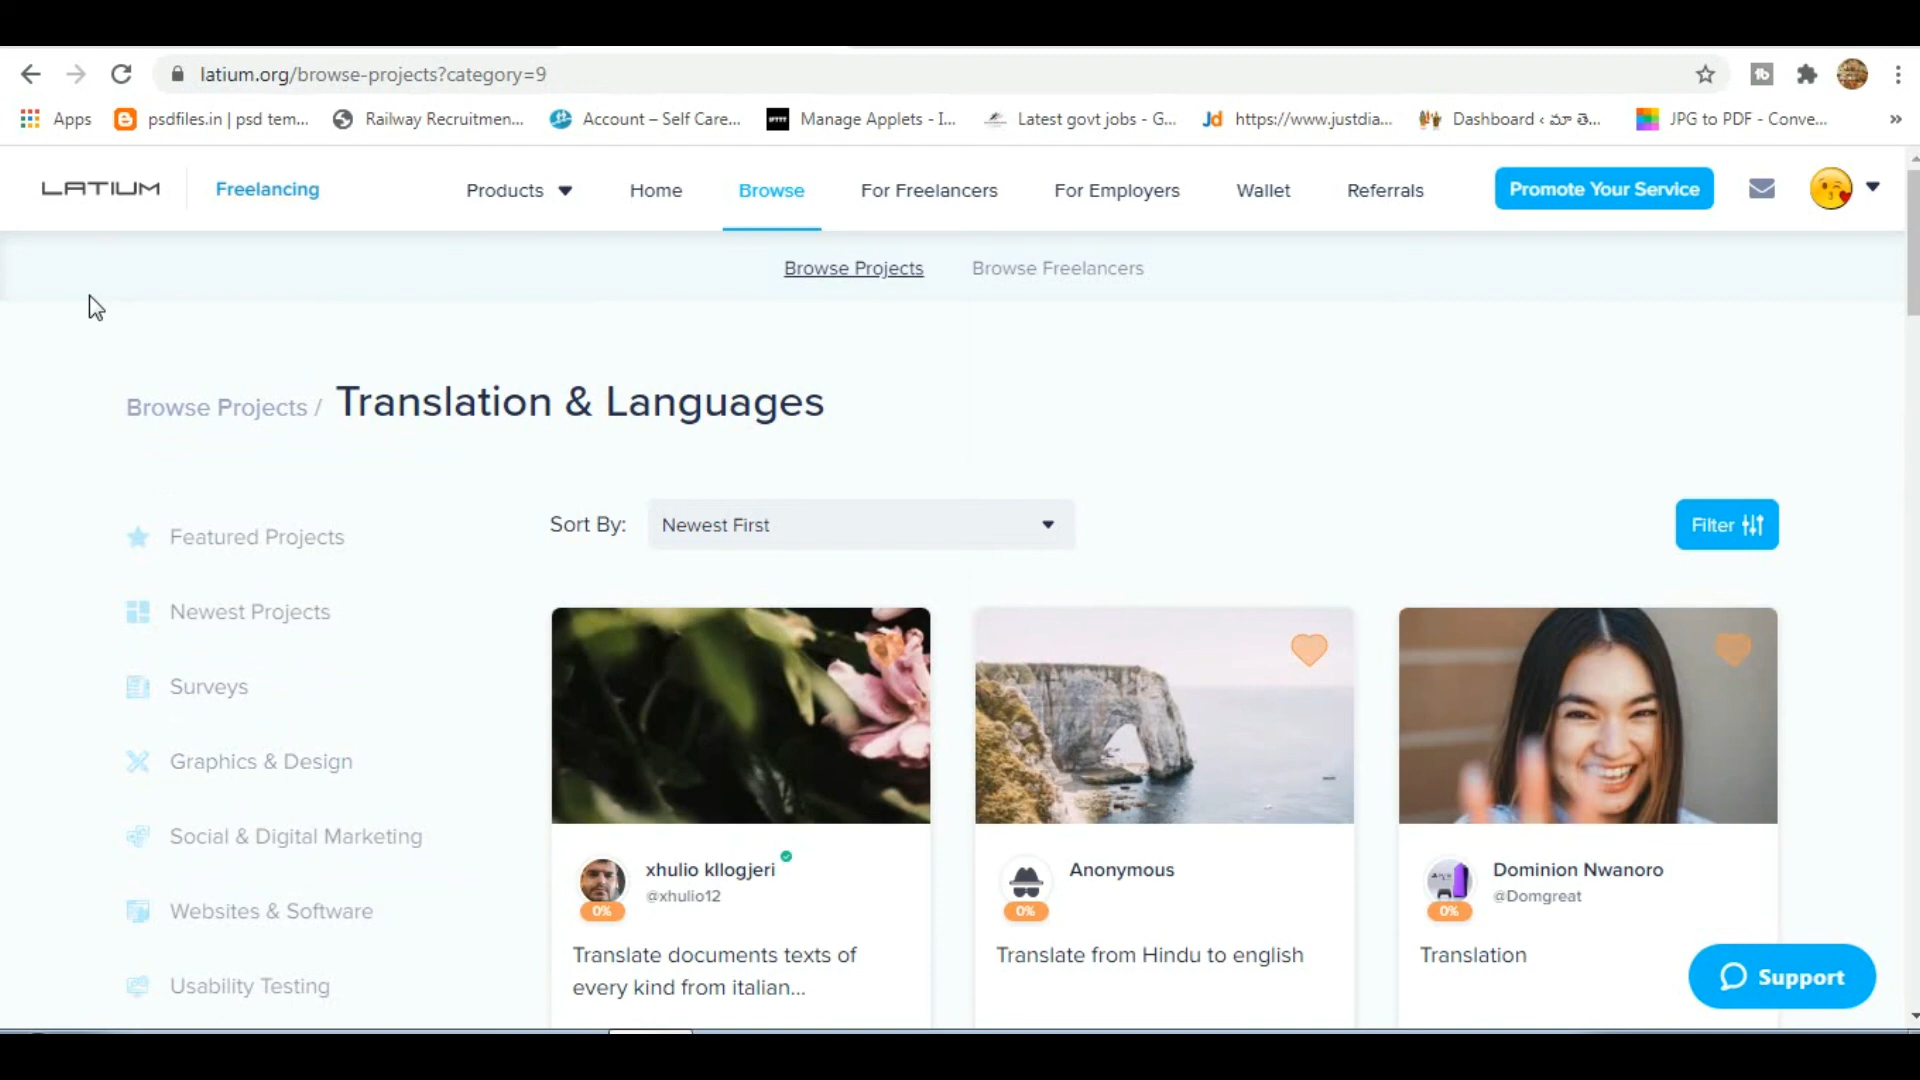 latium.org/browse-projects?category=9
Apps psdfiles.in | psd tem... Railway Recruitmen... Account – Self Care... Manage Applets - I... Latest govt jobs - G... https://www.justdia... Dashboard ‹ మా తె... JPG to PDF - Conve... »
LATIUM Freelancing Products Home Browse For Freelancers For Employers Wallet Referrals Promote Your Service
Browse Projects Browse Freelancers
Browse Projects / Translation & Languages
Featured Projects
Newest Projects
Surveys
Graphics & Design
Social & Digital Marketing
Websites & Software
Usability Testing
Sort By: Newest First Filter
xhulio kllogjeri
@xhulio12
0%
Translate documents texts of
every kind from italian...
Anonymous
0%
Translate from Hindu to english
Dominion Nwanoro
@Domgreat
0%
Translation
Support